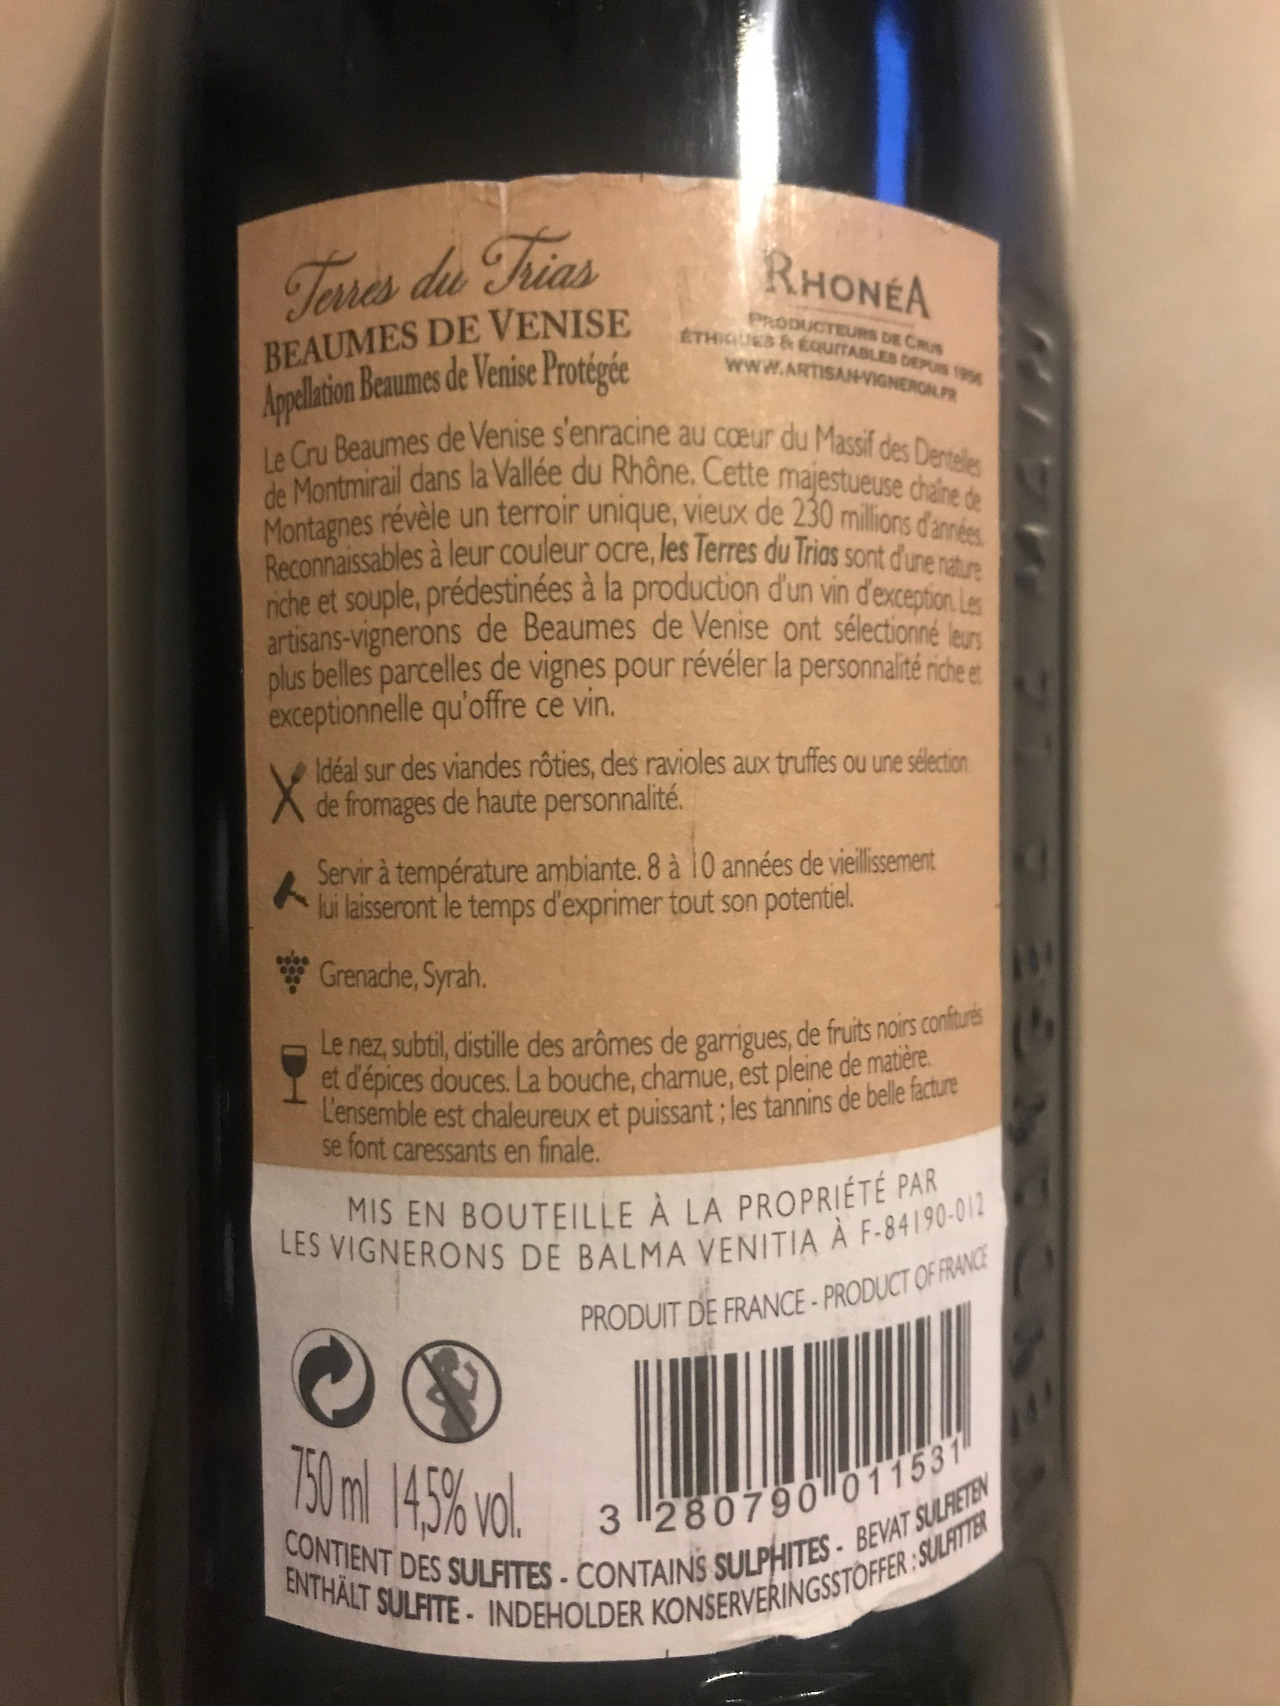 Terres du Trias
BEAUMES DE VENISE
Appellation Beaumes de Venise Protégée
RHONéA
PRODUCTEURS DE CRUS
ÉTHIQUES & ÉQUITABLES DEPUIS 1956
WWW.ARTISAN-VIGNERON.FR
Le Cru Beaumes de Venise s'enracine au cœur du Massif des Dentelles
de Montmirail dans la Vallée du Rhône. Cette majestueuse chaîne de
Montagnes révèle un terroir unique, vieux de 230 millions d'années.
Reconnaissables à leur couleur ocre, les Terres du Trias sont d'une nature
riche et souple, prédestinées à la production d'un vin d'exception. Les
artisans-vignerons de Beaumes de Venise ont sélectionné leurs
plus belles parcelles de vignes pour révéler la personnalité riche et
exceptionnelle qu'offre ce vin.
Idéal sur des viandes rôties, des ravioles aux truffes ou une sélection
de fromages de haute personnalité.
Servir à température ambiante. 8 à 10 années de vieillissement
lui laisseront le temps d'exprimer tout son potentiel.
Grenache, Syrah.
Le nez, subtil, distille des arômes de garrigues, de fruits noirs confiturés
et d'épices douces. La bouche, charnue, est pleine de matière.
L'ensemble est chaleureux et puissant ; les tannins de belle facture
se font caressants en finale.
MIS EN BOUTEILLE À LA PROPRIÉTÉ PAR
LES VIGNERONS DE BALMA VENITIA À F-84190-012
PRODUIT DE FRANCE - PRODUCT OF FRANCE
750 ml 14,5% vol.
3 280790 011531
CONTIENT DES SULFITES - CONTAINS SULPHITES - BEVAT SULFIETEN
ENTHÄLT SULFITE - INDEHOLDER KONSERVERINGSSTOFFER : SULFITTER